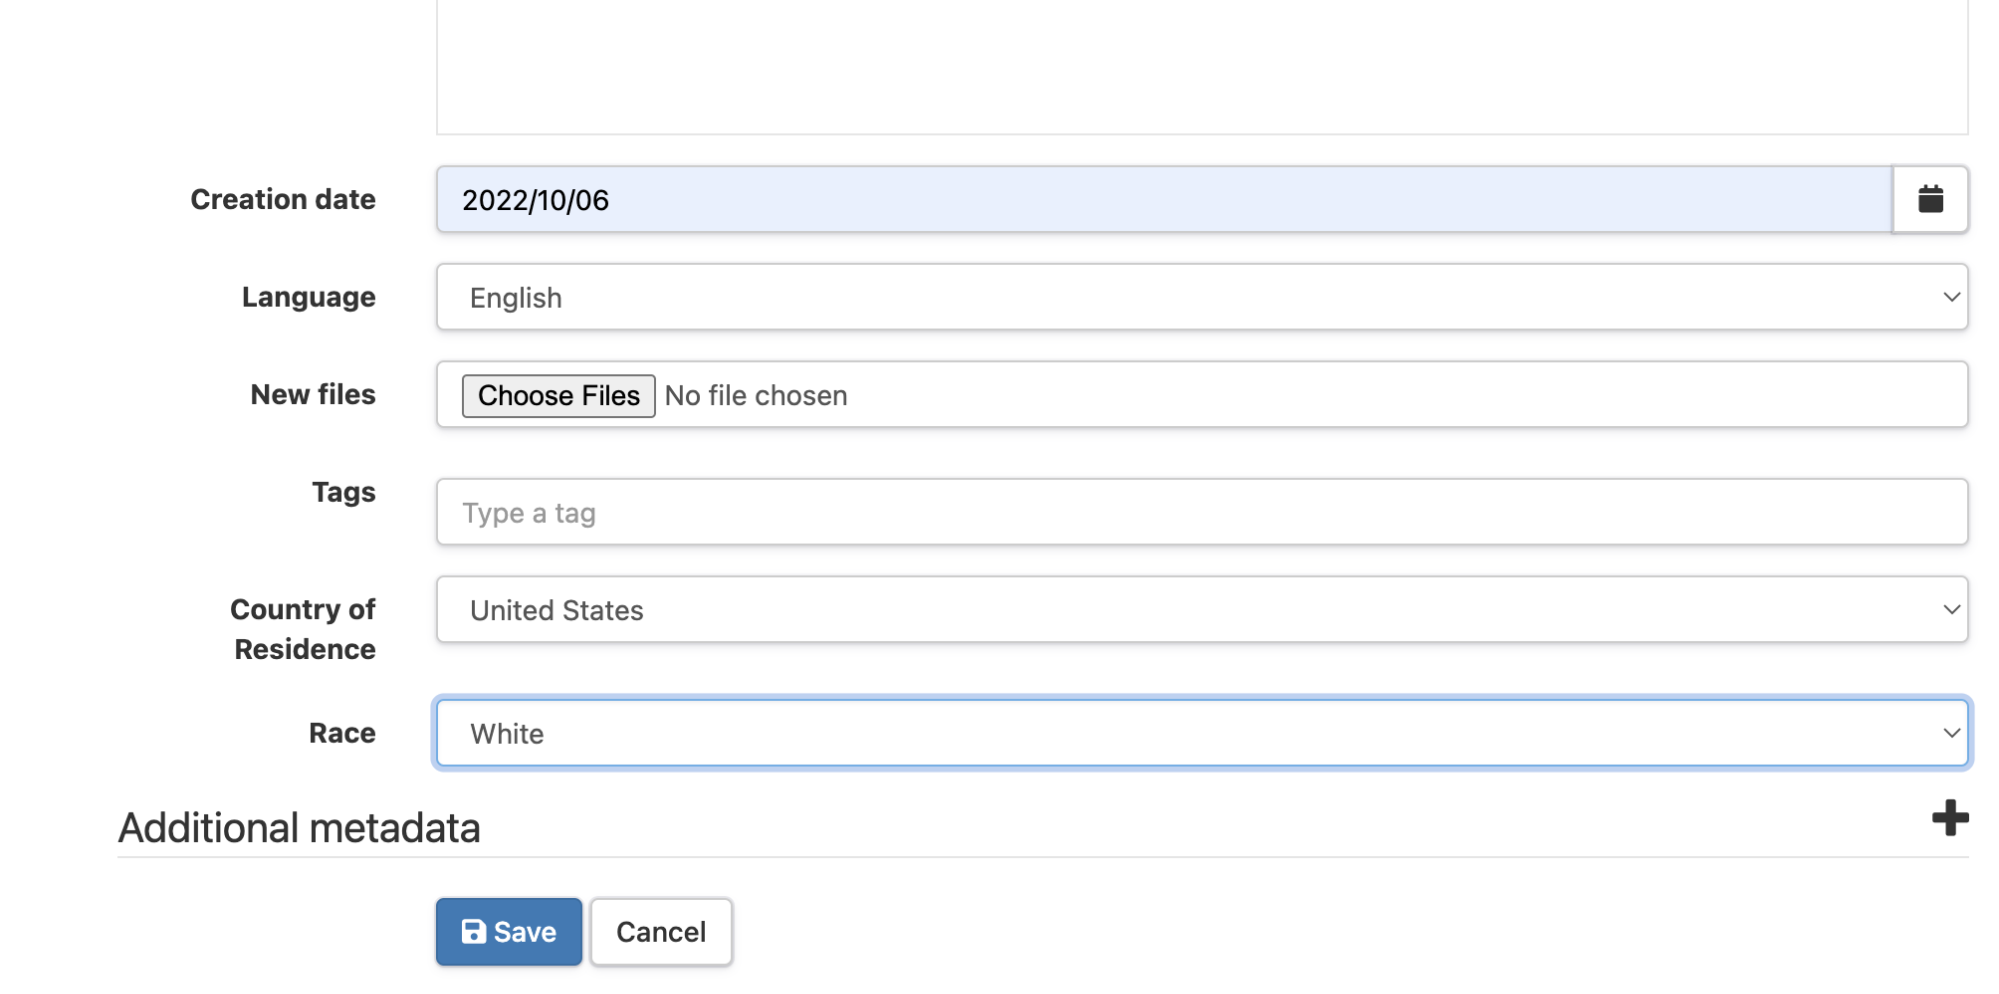 Creation date
2022/10/06
Language
English
New files
Choose Files No file chosen
Tags
Type a tag
Country of
Residence
United States
Race
White
Additional metadata
Save
Cancel